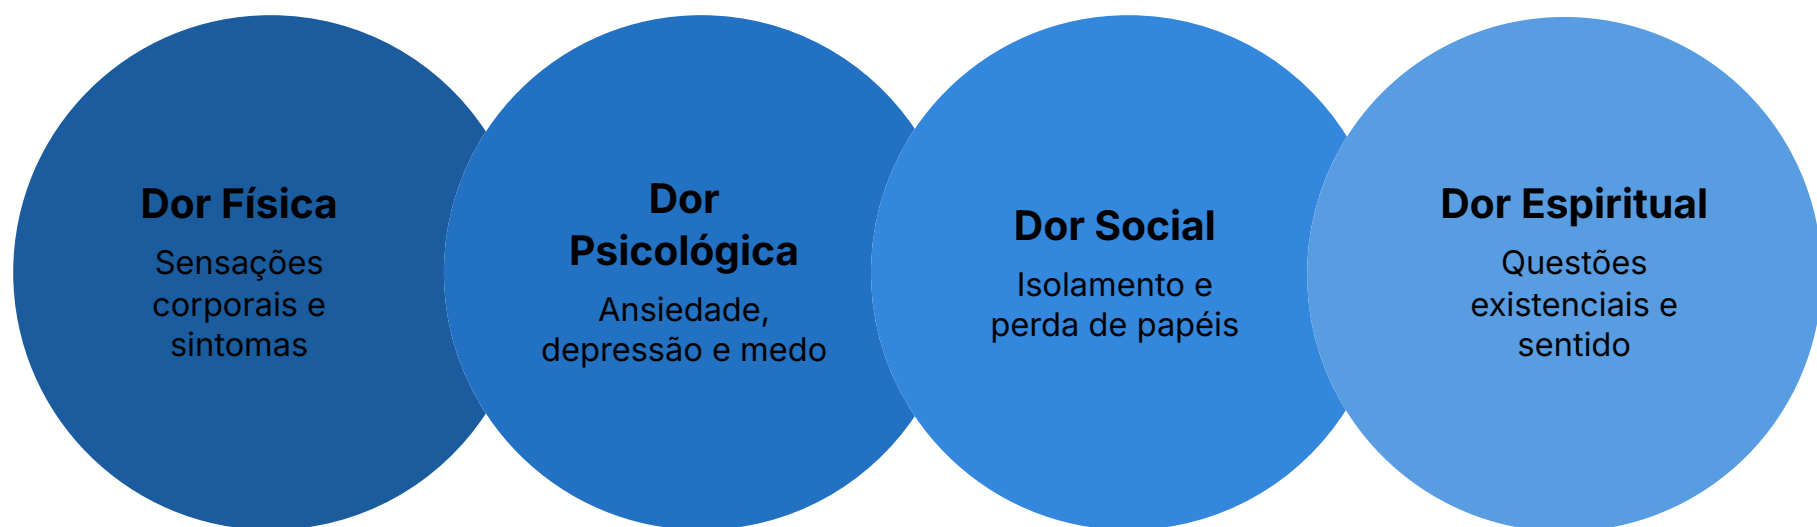 Dor Física
Sensações
corporais e
sintomas
Dor
Psicológica
Ansiedade,
depressão e medo
Dor Social
Isolamento e
perda de papéis
Dor Espiritual
Questões
existenciais e
sentido